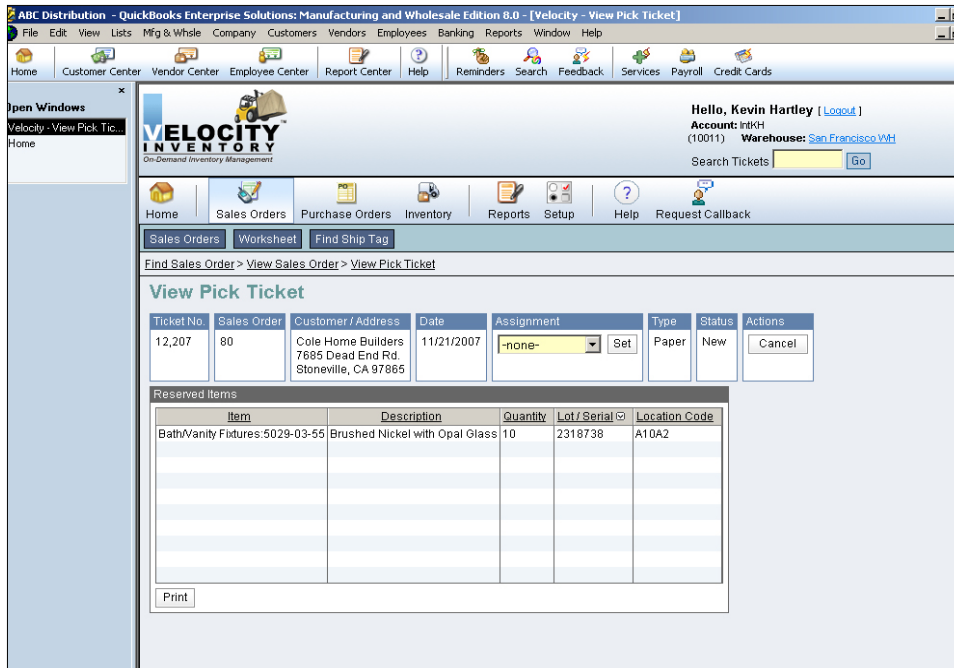 ABC Distribution - QuickBooks Enterprise Solutions: Manufacturing and Wholesale Edition 8.0 - [Velocity - View Pick Ticket]
File Edit View Lists Mfg & Whsle Company Customers Vendors Employees Banking Reports Window Help
Home Customer Center Vendor Center Employee Center Report Center Help Reminders Search Feedback Services Payroll Credit Cards
Open Windows
Velocity - View Pick Tic...
Home
VELOCITY
INVENTORY
On-Demand Inventory Management
Hello, Kevin Hartley [ Logout ]
Account: IntKH
(10011) Warehouse: San Francisco WH
Search Tickets Go
Home Sales Orders Purchase Orders Inventory Reports Setup Help Request Callback
Sales Orders Worksheet Find Ship Tag
Find Sales Order > View Sales Order > View Pick Ticket
View Pick Ticket
Ticket No. Sales Order Customer / Address Date Assignment Type Status Actions
12,207 80 Cole Home Builders 11/21/2007 -none- Set Paper New Cancel
7685 Dead End Rd.
Stoneville, CA 97865
Reserved Items
Item Description Quantity Lot / Serial Location Code
Bath/Vanity Fixtures:5029-03-55 Brushed Nickel with Opal Glass 10 2318738 A10A2
Print